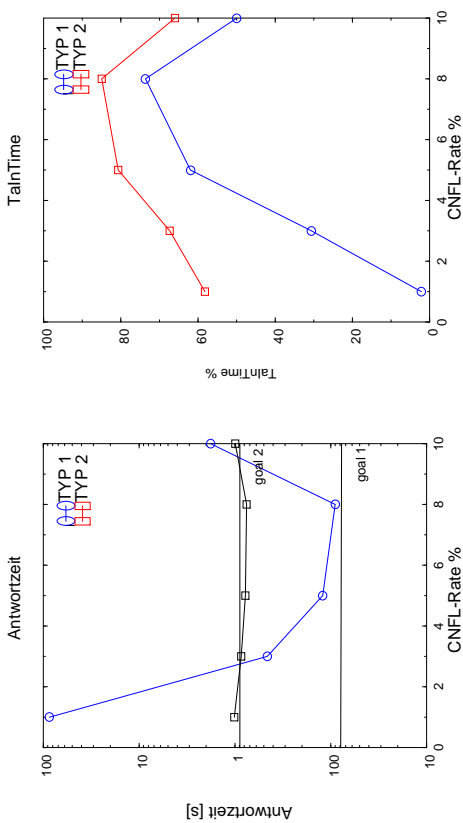 Antwortzeit
TYP 1
TYP 2
100
10
1
100
10
Antwortzeit [s]
goal 2
goal 1
0
2
4
6
8
10
CNFL-Rate %
TaInTime
TYP 1
TYP 2
100
80
60
40
20
0
TaInTime %
0
2
4
6
8
10
CNFL-Rate %